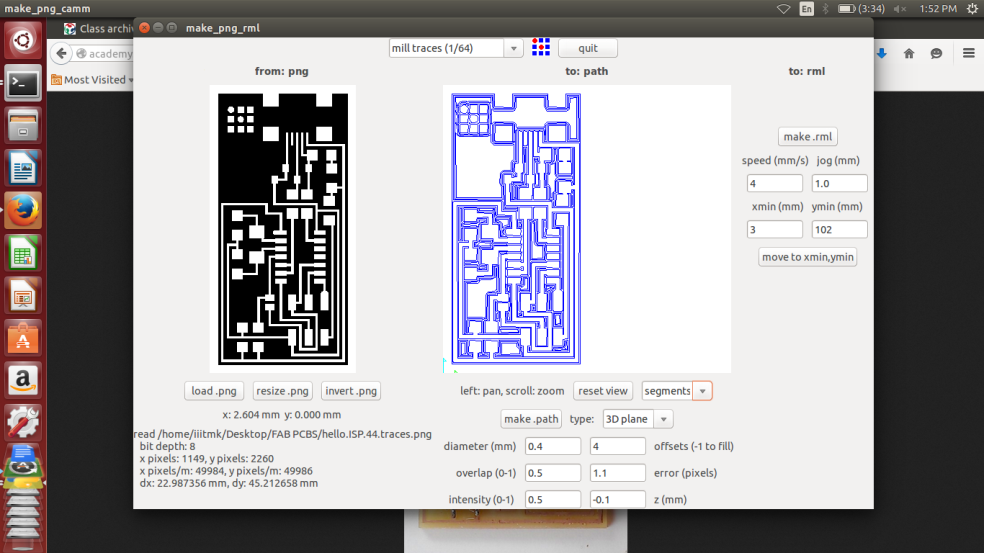 make_png_camm
En
(3:34)
1:52 PM
Class archiv
make_png_rml
academy
Most Visited
mill traces (1/64)
quit
from: png
to: path
to: rml
make .rml
speed (mm/s) jog (mm)
4 1.0
xmin (mm) ymin (mm)
3 102
move to xmin,ymin
load .png resize .png invert .png
left: pan, scroll: zoom reset view segments
x: 2.604 mm y: 0.000 mm
make .path type: 3D plane
read /home/iiitmk/Desktop/FAB PCBS/hello.ISP.44.traces.png
bit depth: 8
x pixels: 1149, y pixels: 2260
x pixels/m: 49984, y pixels/m: 49986
dx: 22.987356 mm, dy: 45.212658 mm
diameter (mm) 0.4 4 offsets (-1 to fill)
overlap (0-1) 0.5 1.1 error (pixels)
intensity (0-1) 0.5 -0.1 z (mm)